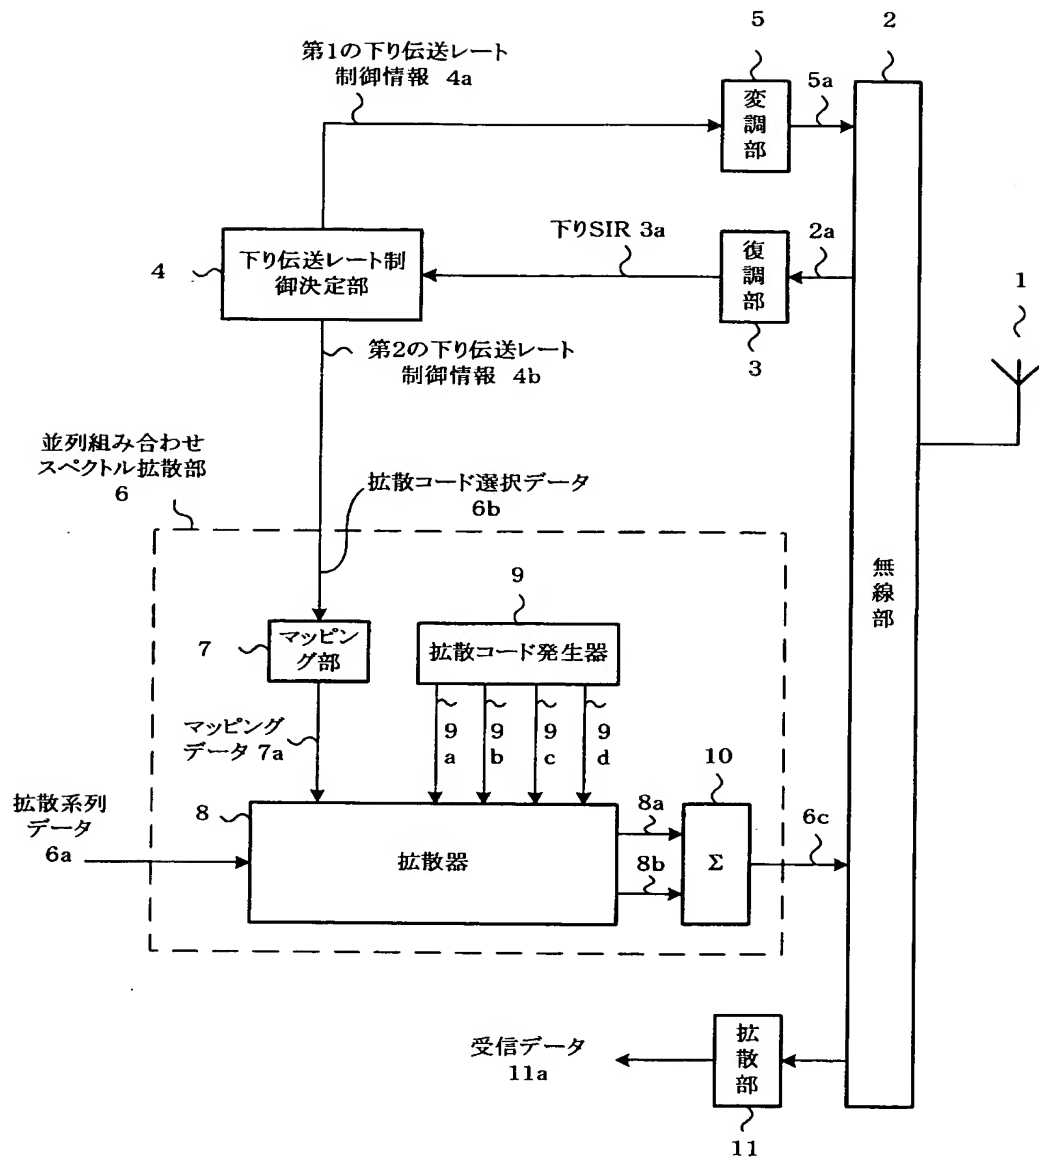 5
2
第1の下り伝送レート
制御情報 4a
変調部
5a
下りSIR 3a
復調部
2a
4
下り伝送レート制
御決定部
1
3
第2の下り伝送レート
制御情報 4b
並列組み合わせ
スペクトル拡散部
6
拡散コード選択データ
6b
無線部
9
7
マッピン
グ部
拡散コード発生器
マッピング
データ 7a
9a
9b
9c
9d
10
拡散系列
データ
6a
8
拡散器
8a
8b
Σ
6c
受信データ
11a
拡散部
11